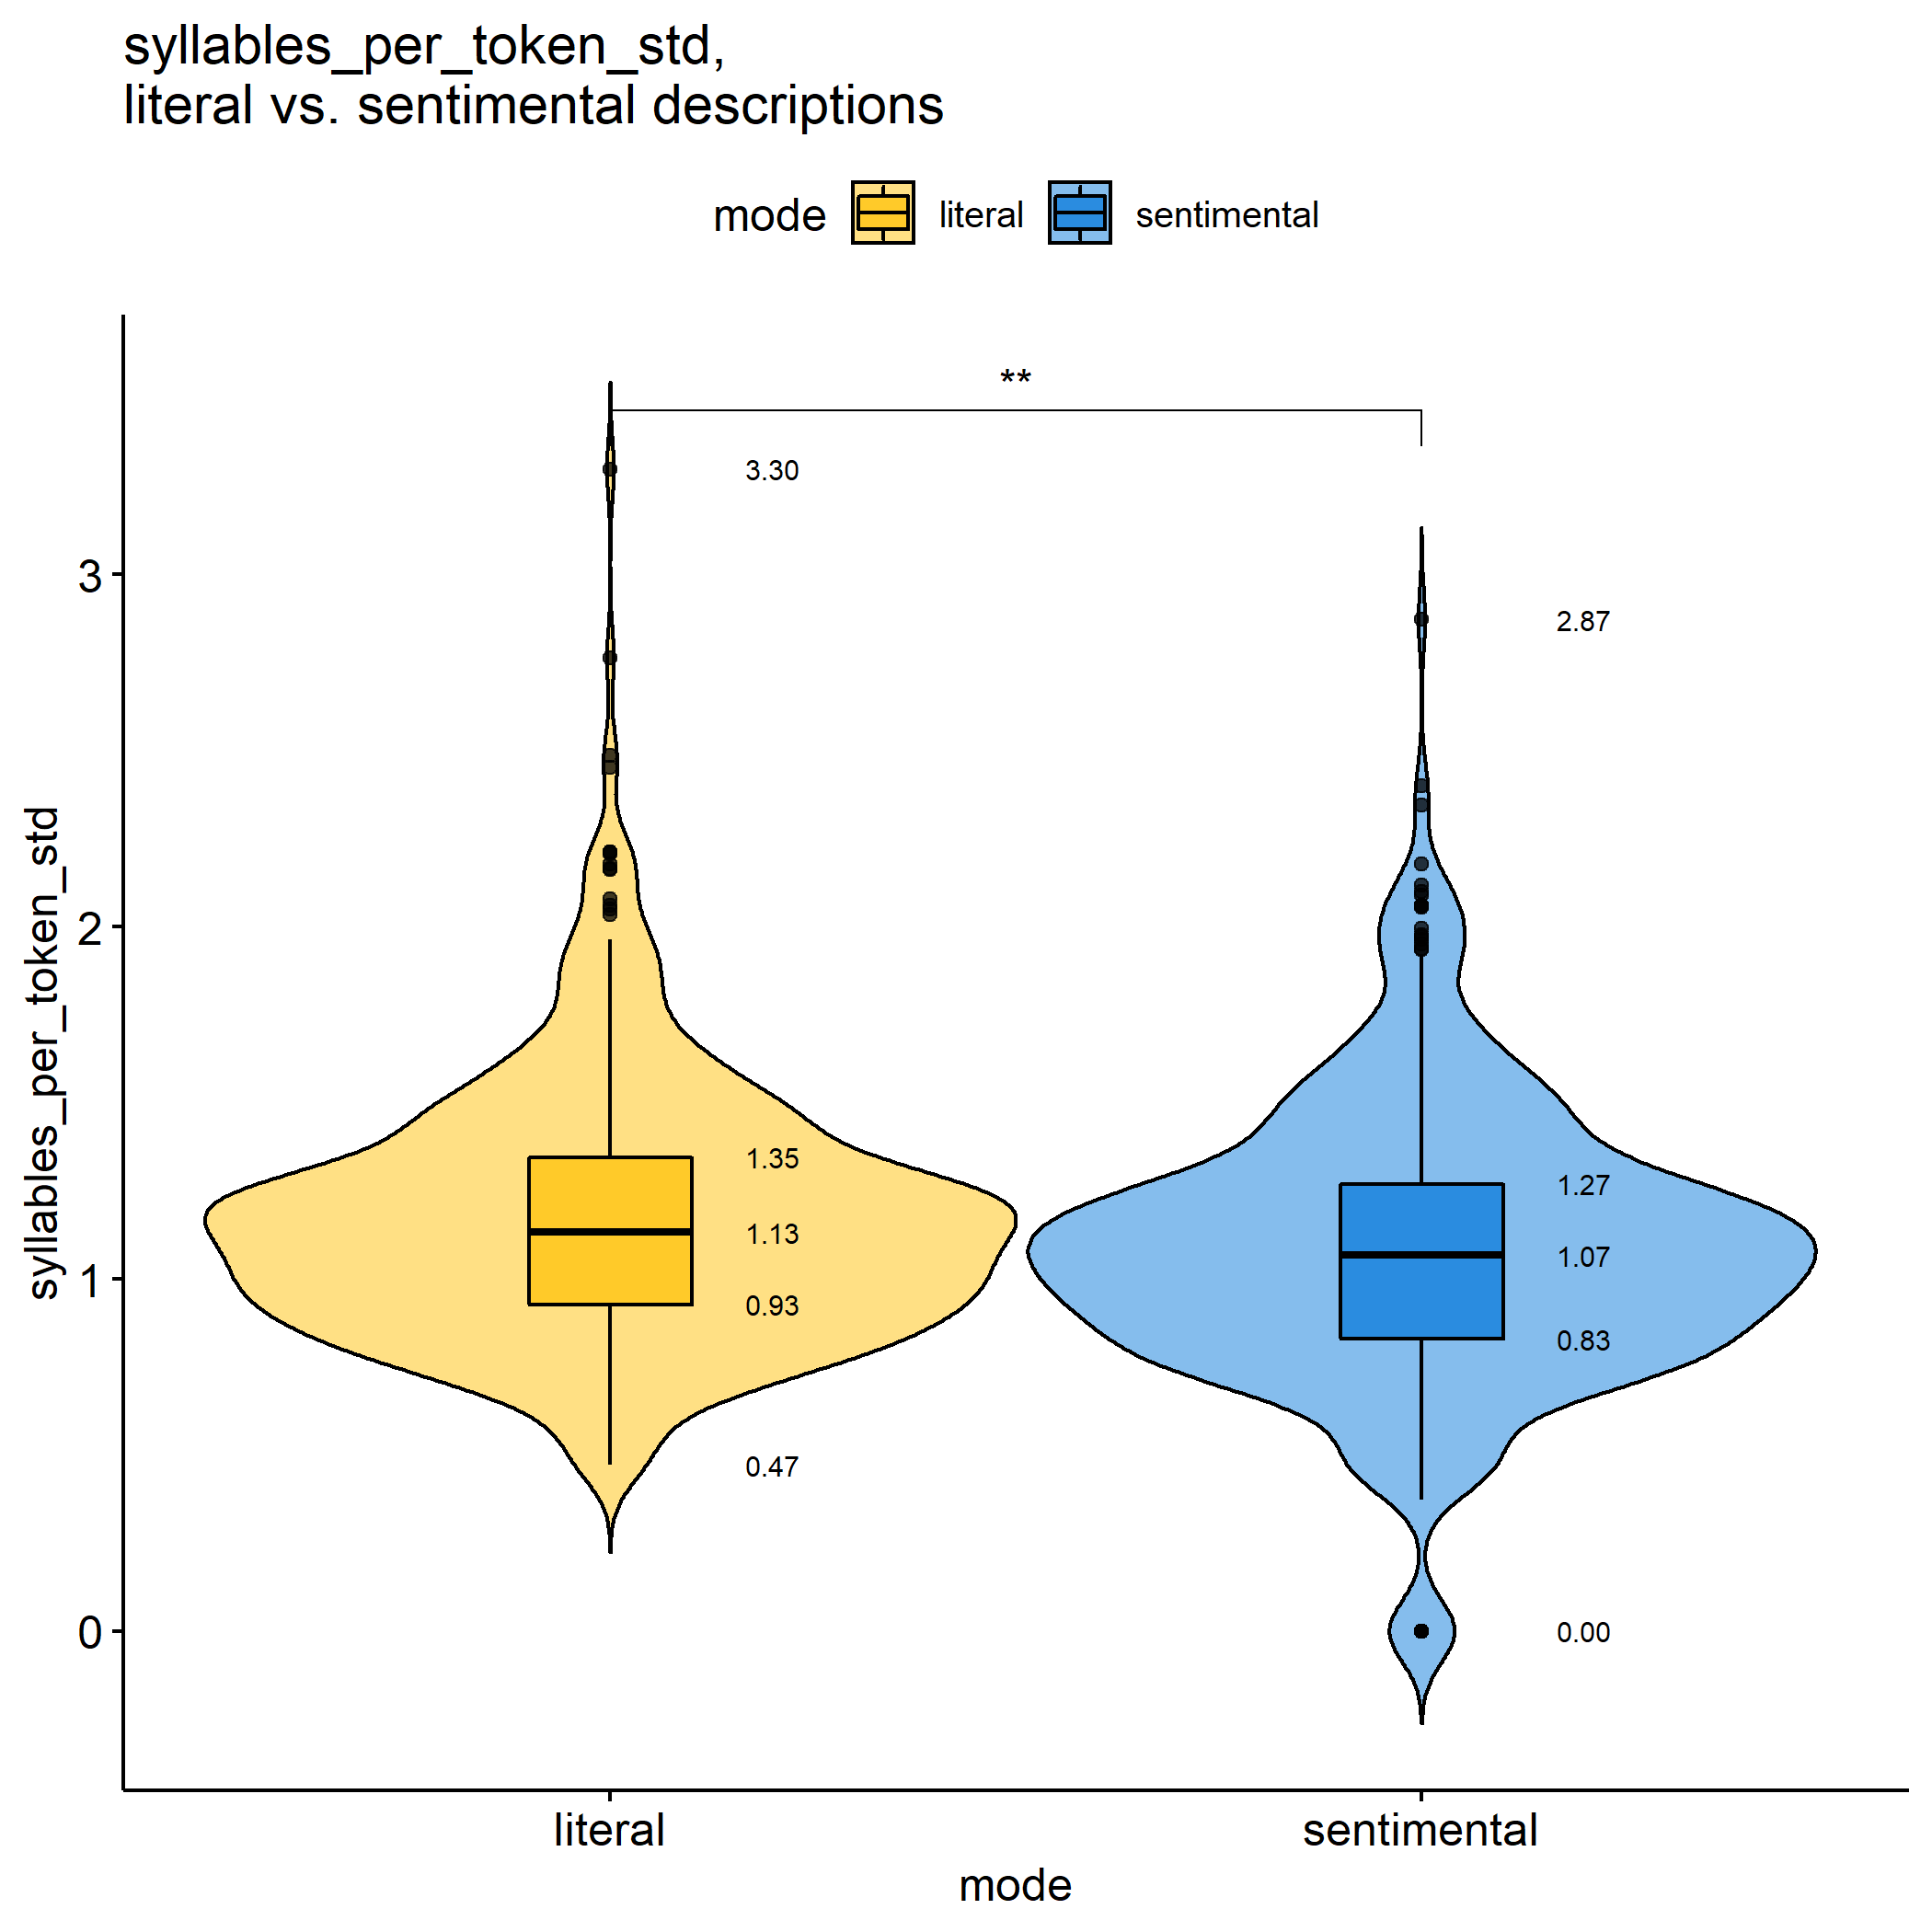 syllables_per_token_std,
literal vs. sentimental descriptions
mode literal sentimental
**
3.30
3
2.87
2
syllables_per_token_std
1.35
1.27
1.13
1.07
1
0.93
0.83
0.47
0
0.00
literal sentimental
mode